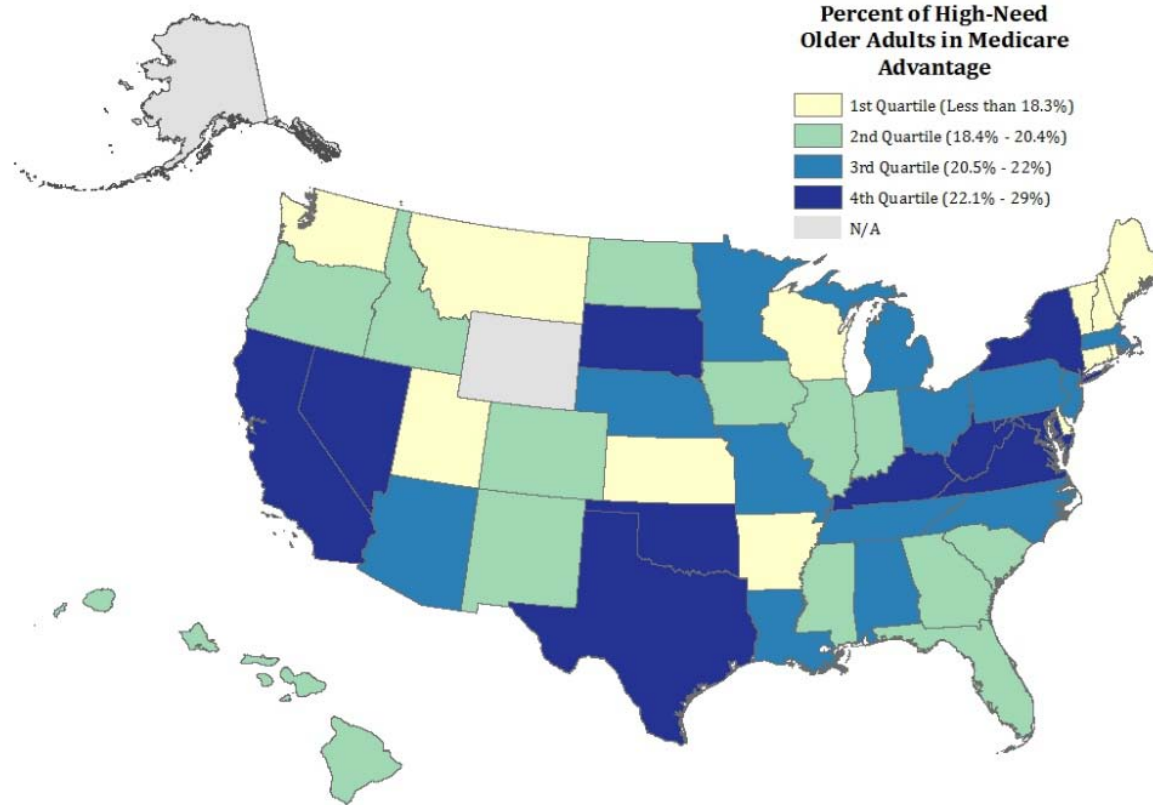 Percent of High-Need
Older Adults in Medicare
Advantage
1st Quartile (Less than 18.3%)
2nd Quartile (18.4% - 20.4%)
3rd Quartile (20.5% - 22%)
4th Quartile (22.1% - 29%)
N/A